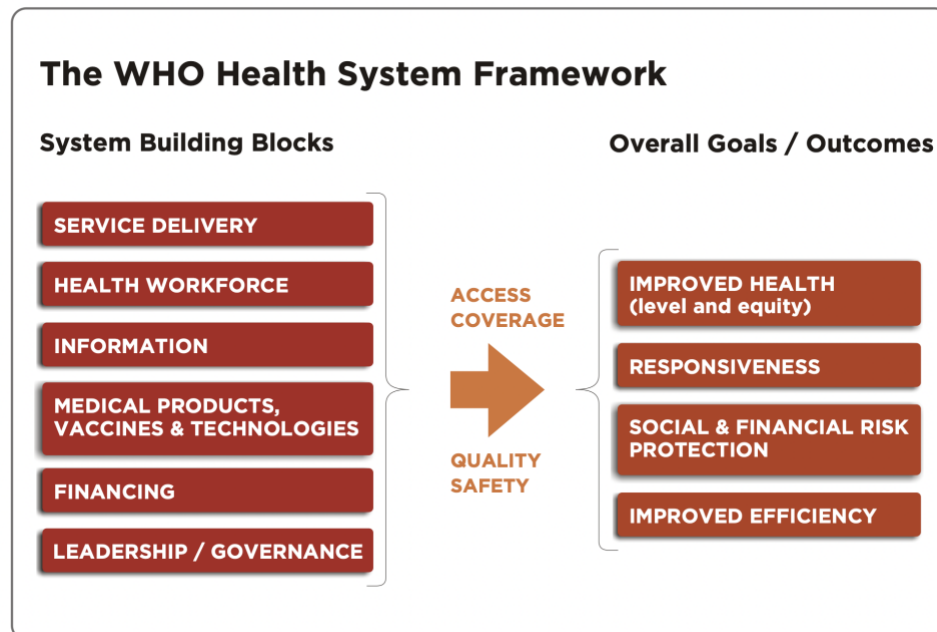 The WHO Health System Framework
System Building Blocks
SERVICE DELIVERY
HEALTH WORKFORCE
INFORMATION
MEDICAL PRODUCTS,
VACCINES & TECHNOLOGIES
FINANCING
LEADERSHIP / GOVERNANCE
ACCESS
COVERAGE
QUALITY
SAFETY
Overall Goals / Outcomes
IMPROVED HEALTH
(level and equity)
RESPONSIVENESS
SOCIAL & FINANCIAL RISK
PROTECTION
IMPROVED EFFICIENCY